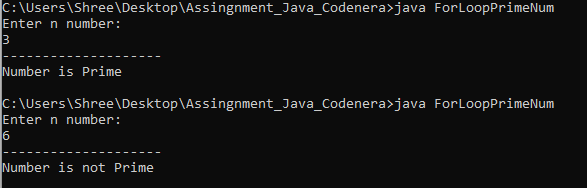 C:\Users\Shree\Desktop\Assingnment_Java_Codenera>java ForLoopPrimeNum
Enter n number:
3
--------------------
Number is Prime
C:\Users\Shree\Desktop\Assingnment_Java_Codenera>java ForLoopPrimeNum
Enter n number:
6
--------------------
Number is not Prime